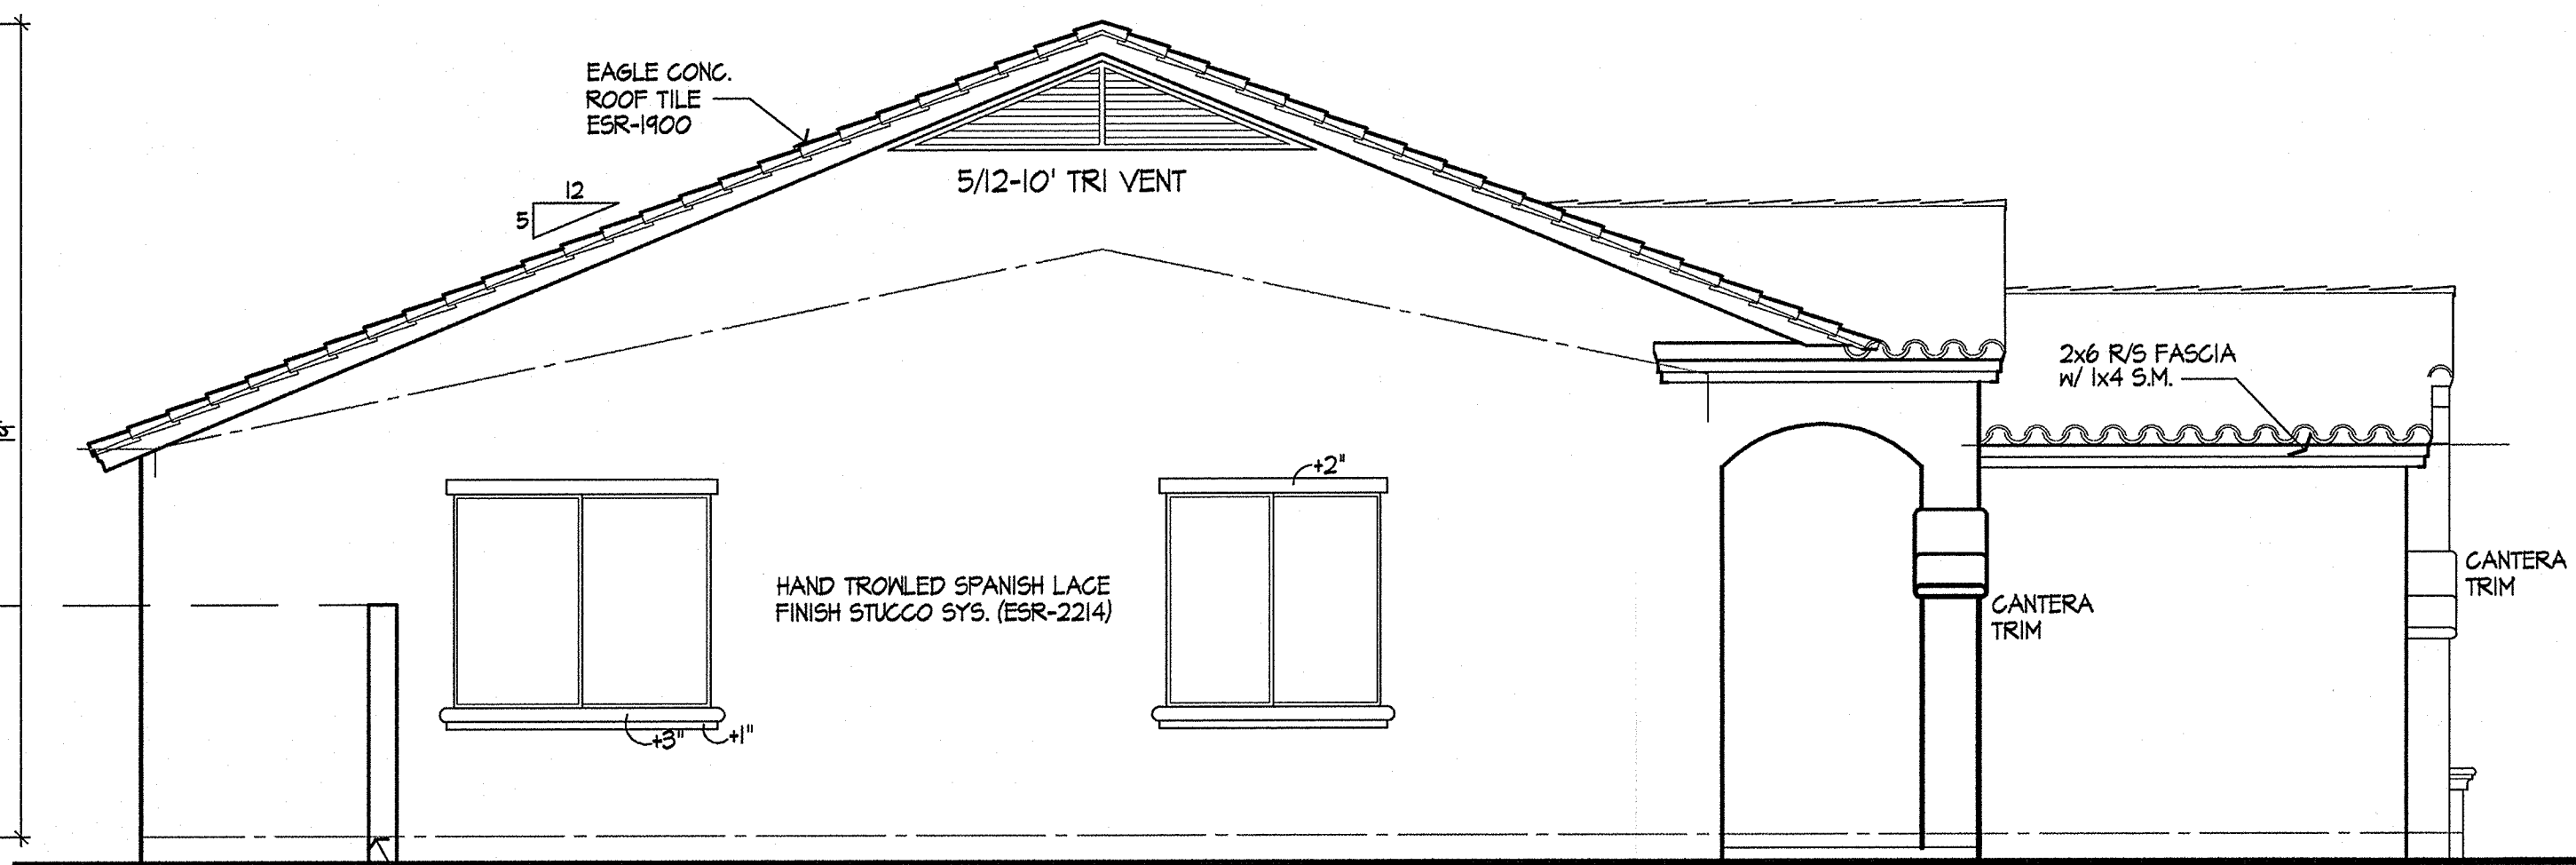 EAGLE CONC.
ROOF TILE
ESR-1900
12
5
5/12-10' TRI VENT
2x6 R/S FASCIA
w/ 1x4 S.M.
+2"
HAND TROWLED SPANISH LACE
FINISH STUCCO SYS. (ESR-2214)
CANTERA
TRIM
CANTERA
TRIM
+3"
+1"